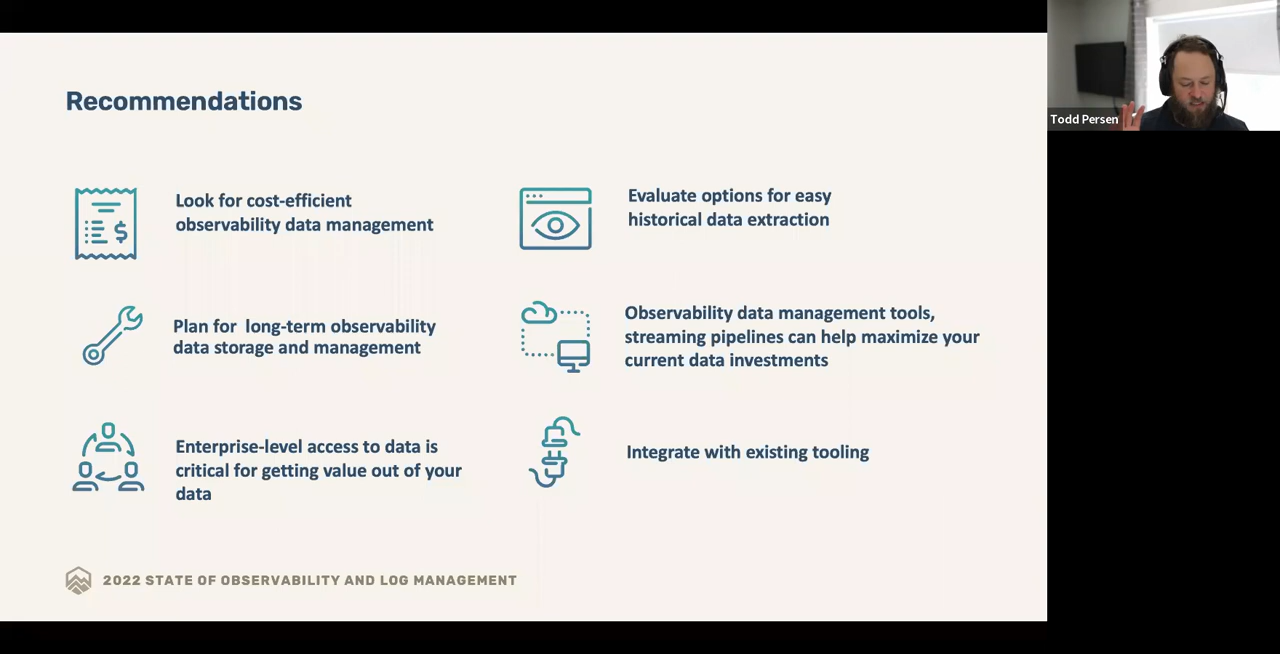 Recommendations
Look for cost-efficient
observability data management
Evaluate options for easy
historical data extraction
Plan for  long-term observability
data storage and management
Observability data management tools,
streaming pipelines can help maximize your
current data investments
Enterprise-level access to data is
critical for getting value out of your
data
Integrate with existing tooling
2022 STATE OF OBSERVABILITY AND LOG MANAGEMENT
Todd Persen